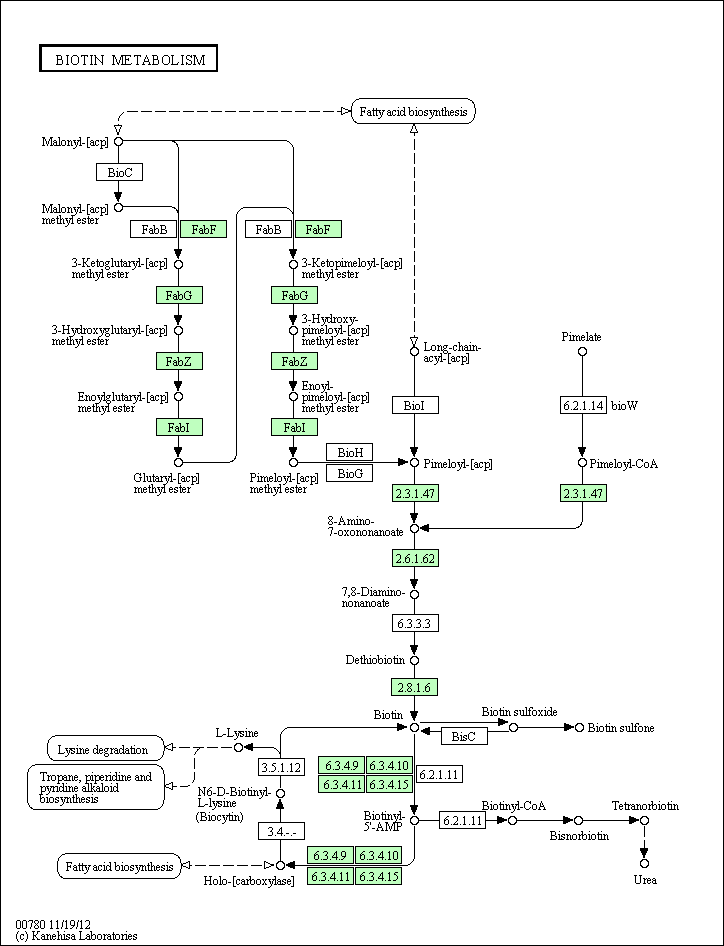 BIOTIN METABOLISM
Fatty acid biosynthesis
Malonyl-[acp]
BioC
Malonyl-[acp]
methyl ester
FabB
FabF
FabB
FabF
3-Ketoglutaryl-[acp]
methyl ester
3-Ketopimeloyl-[acp]
methyl ester
FabG
FabG
3-Hydroxyglutaryl-[acp]
methyl ester
3-Hydroxy-
pimeloyl-[acp]
methyl ester
Long-chain-
acyl-[acp]
Pimelate
FabZ
FabZ
Enoylglutaryl-[acp]
methyl ester
Enoyl-
pimeloyl-[acp]
methyl ester
BioI
6.2.1.14
bioW
FabI
FabI
BioH
BioG
Glutaryl-[acp]
methyl ester
Pimeloyl-[acp]
methyl ester
Pimeloyl-[acp]
Pimeloyl-CoA
2.3.1.47
2.3.1.47
8-Amino-
7-oxononanoate
2.6.1.62
7,8-Diamino-
nonanoate
6.3.3.3
Dethiobiotin
2.8.1.6
Biotin
Biotin sulfoxide
Biotin sulfone
BisC
L-Lysine
Lysine degradation
3.5.1.12
6.3.4.9
6.3.4.10
6.3.4.11
6.3.4.15
6.2.1.11
Tropane, piperidine and
pyridine alkaloid
biosynthesis
N6-D-Biotinyl-
L-lysine
(Biocytin)
Biotinyl-
5'-AMP
6.2.1.11
Biotinyl-CoA
Bisnorbiotin
Tetranorbiotin
3.4.-.-
Fatty acid biosynthesis
Holo-[carboxylase]
6.3.4.9
6.3.4.10
6.3.4.11
6.3.4.15
Urea
00780 11/19/12
(c) Kanehisa Laboratories